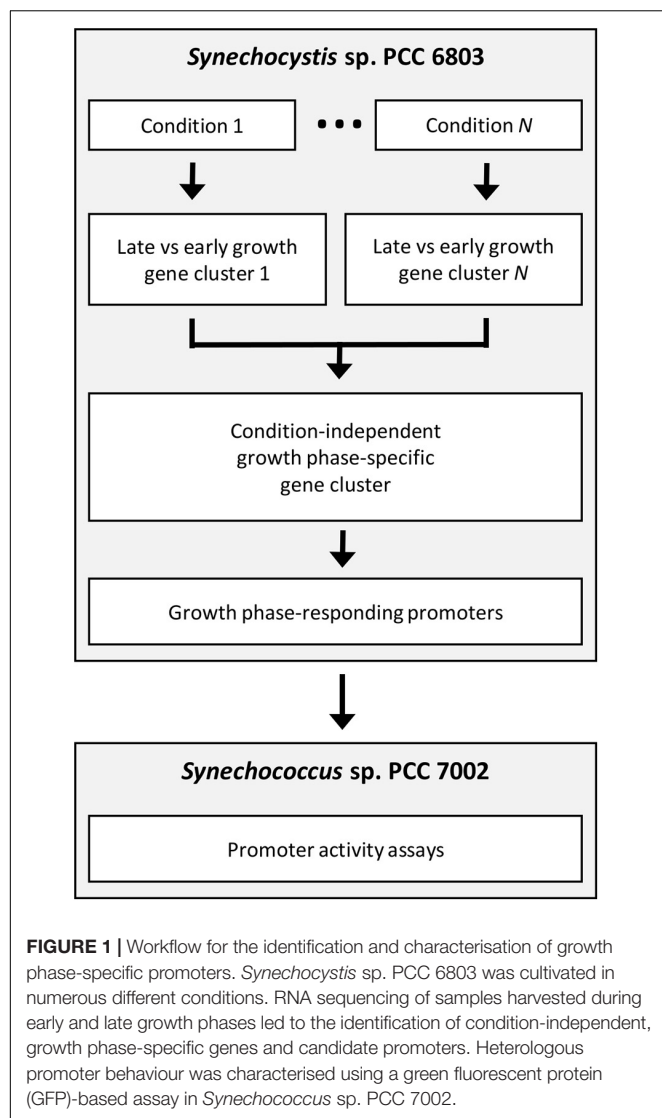 Synechocystis sp. PCC 6803
Condition 1 ••• Condition N
Late vs early growth
gene cluster 1
Late vs early growth
gene cluster N
Condition-independent
growth phase-specific
gene cluster
Growth phase-responding promoters
Synechococcus sp. PCC 7002
Promoter activity assays
FIGURE 1 | Workflow for the identification and characterisation of growth
phase-specific promoters. Synechocystis sp. PCC 6803 was cultivated in
numerous different conditions. RNA sequencing of samples harvested during
early and late growth phases led to the identification of condition-independent,
growth phase-specific genes and candidate promoters. Heterologous
promoter behaviour was characterised using a green fluorescent protein
(GFP)-based assay in Synechococcus sp. PCC 7002.